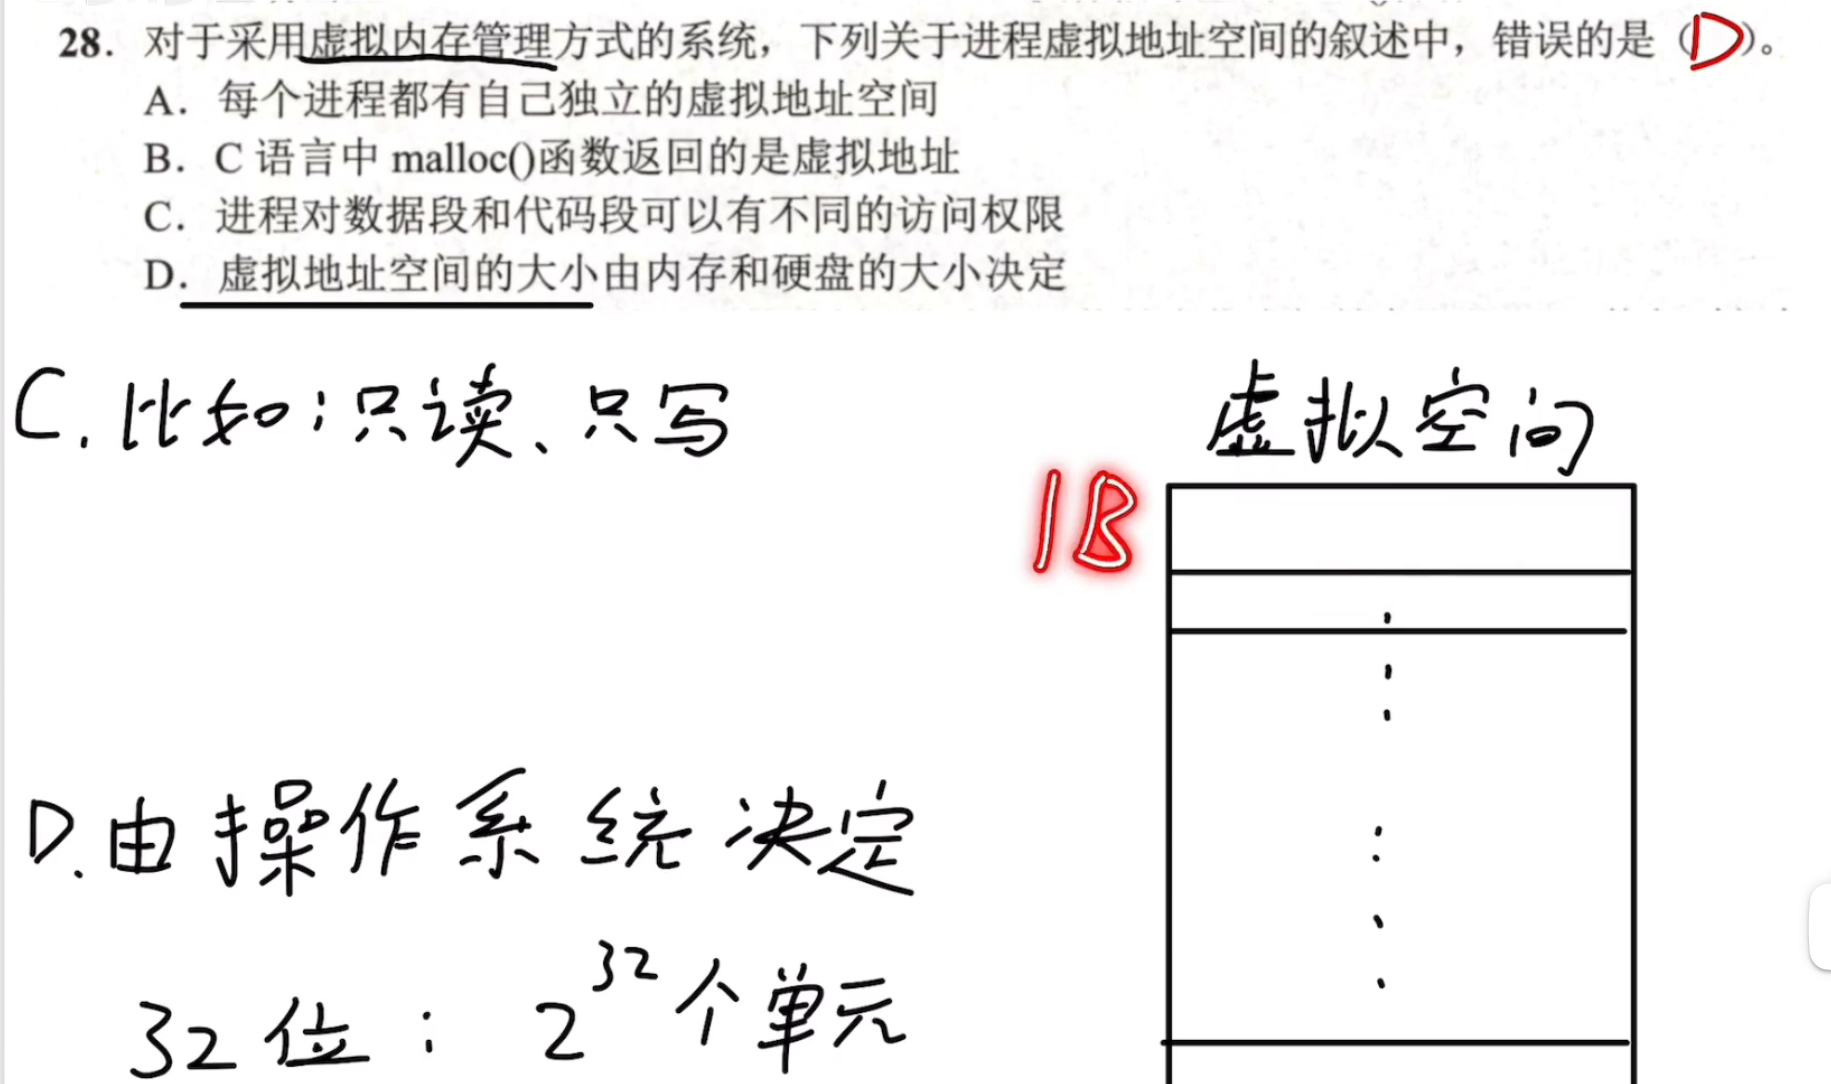 28. 对于采用虚拟内存管理方式的系统，下列关于进程虚拟地址空间的叙述中，错误的是（D）。
A. 每个进程都有自己独立的虚拟地址空间
B. C 语言中 malloc()函数返回的是虚拟地址
C. 进程对数据段和代码段可以有不同的访问权限
D. 虚拟地址空间的大小由内存和硬盘的大小决定
C. 比如:只读、只写
虚拟空间
1B
D. 由操作系统决定
32位: 2^32个单元